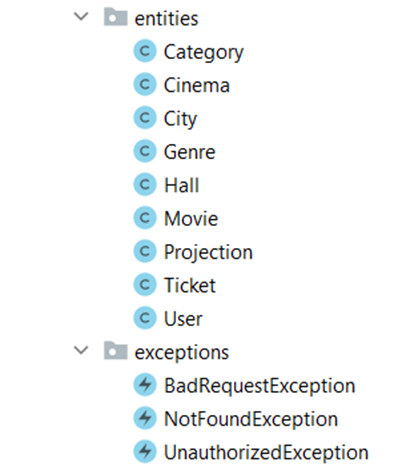 entities
C Category
C Cinema
C City
C Genre
C Hall
C Movie
C Projection
C Ticket
C User
exceptions
BadRequestException
NotFoundException
UnauthorizedException